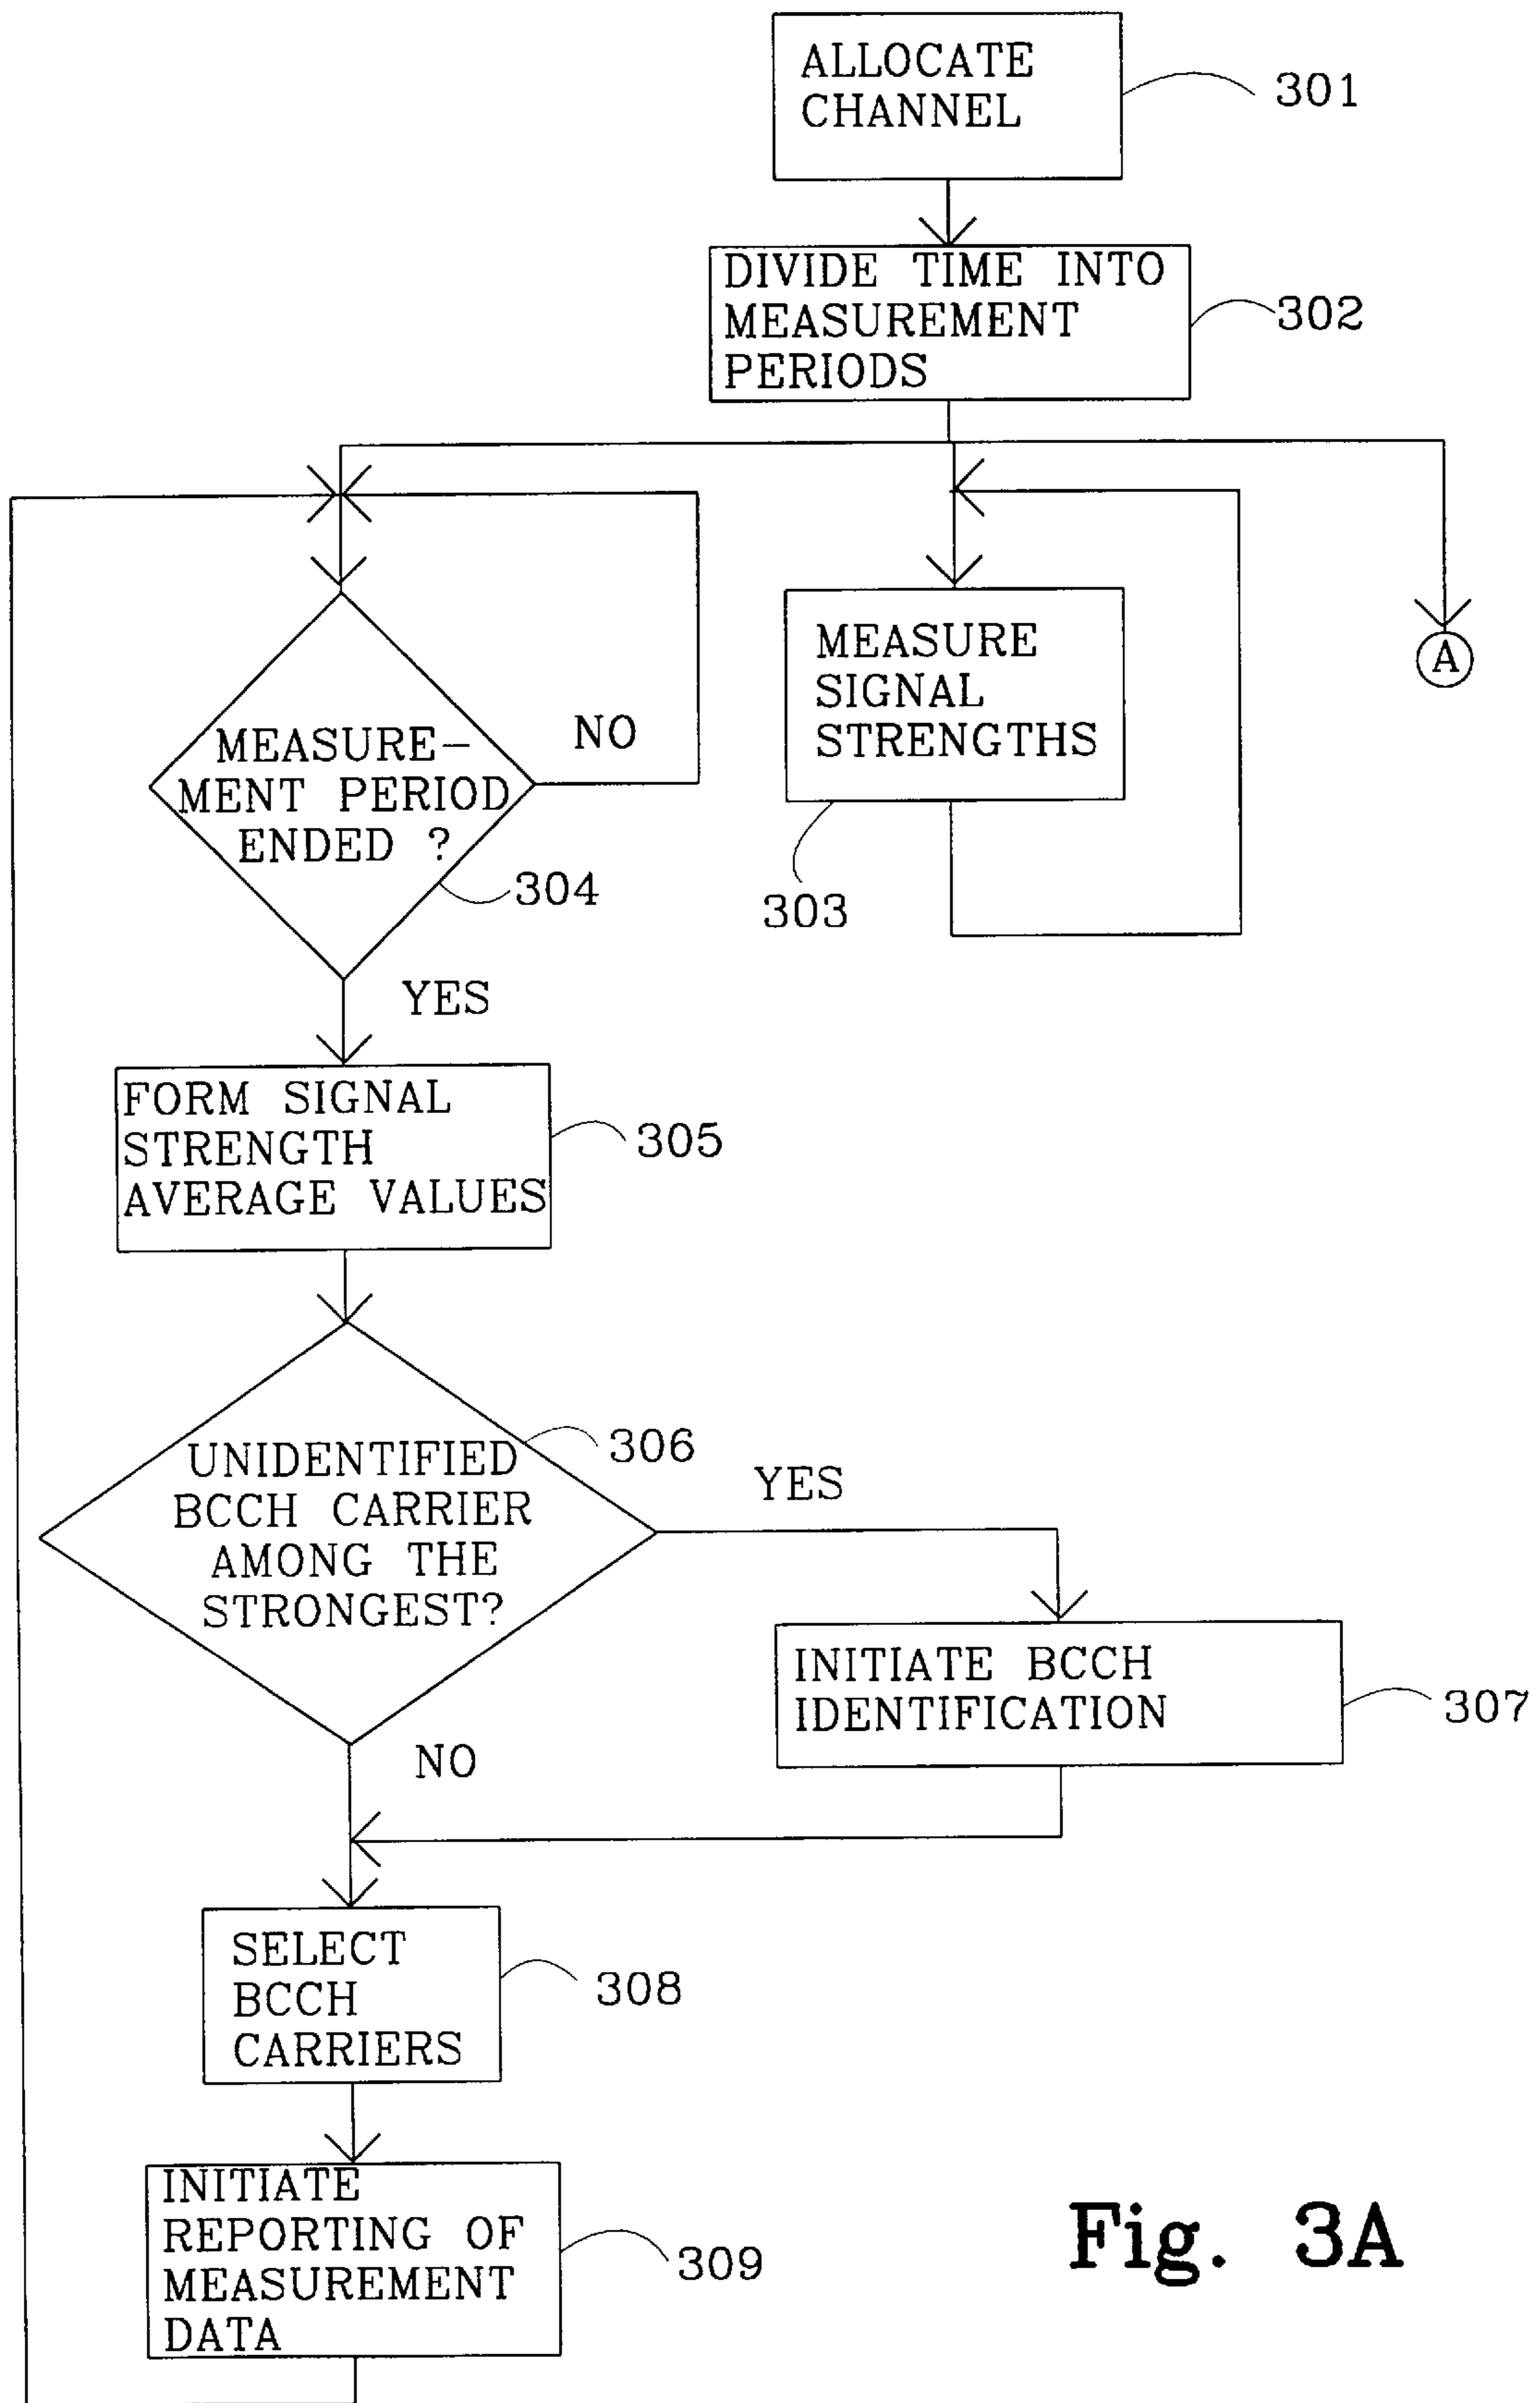 ALLOCATE
CHANNEL
301
DIVIDE TIME INTO
MEASUREMENT
PERIODS
302
A
MEASURE
SIGNAL
STRENGTHS
303
MEASURE-
MENT PERIOD
ENDED ?
NO
304
YES
FORM SIGNAL
STRENGTH
AVERAGE VALUES
305
UNIDENTIFIED
BCCH CARRIER
AMONG THE
STRONGEST?
306
YES
INITIATE BCCH
IDENTIFICATION
307
NO
SELECT
BCCH
CARRIERS
308
INITIATE
REPORTING OF
MEASUREMENT
DATA
309
Fig. 3A